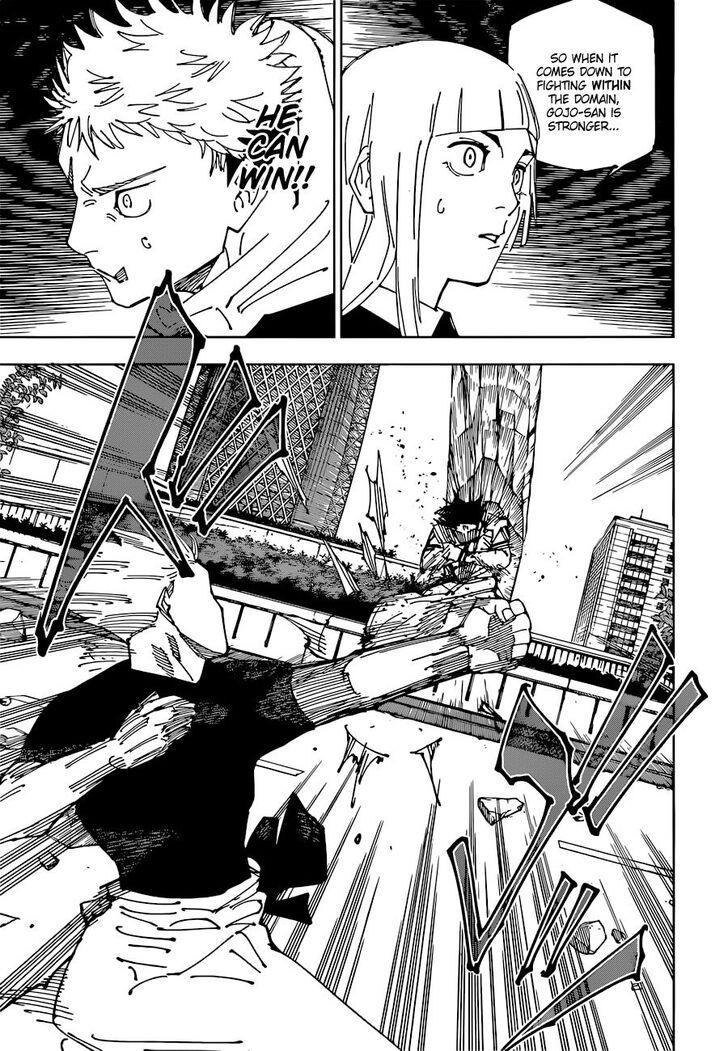 SO WHEN IT
COMES DOWN TO
FIGHTING WITHIN
THE DOMAIN,
GOJO-SAN IS
STRONGER...
HE
CAN
WIN!!